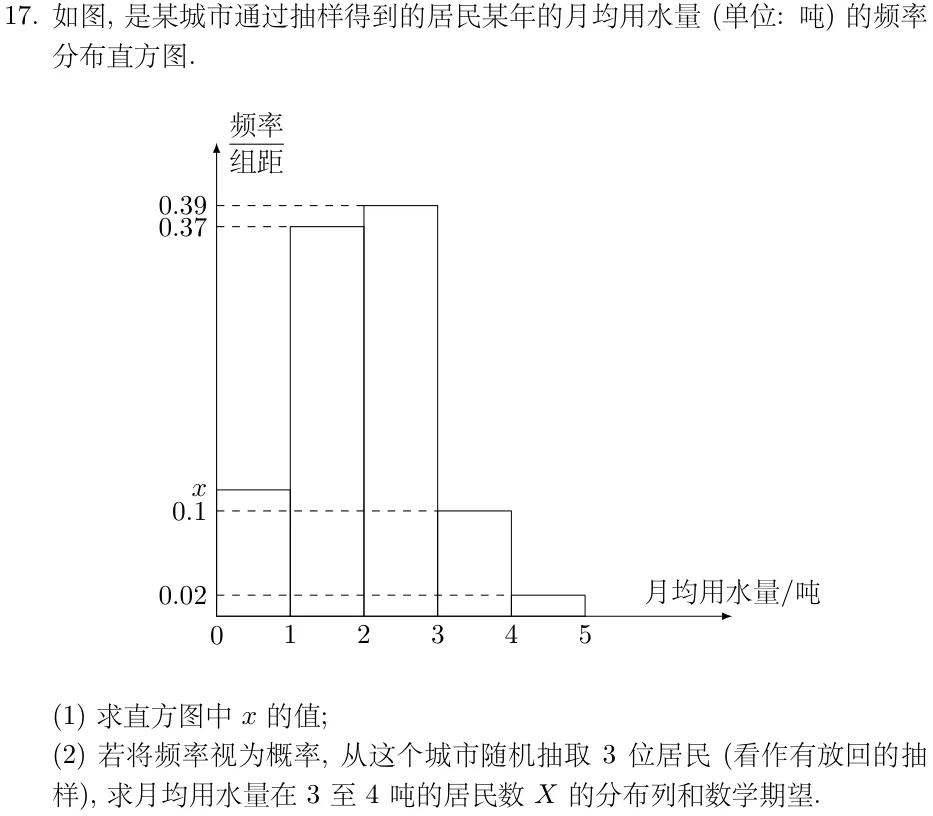 17. 如图, 是某城市通过抽样得到的居民某年的月均用水量 (单位: 吨) 的频率
分布直方图.
频率
组距
0.39
0.37
x
0.1
0.02
月均用水量/吨
0 1 2 3 4 5
(1) 求直方图中 x 的值;
(2) 若将频率视为概率, 从这个城市随机抽取 3 位居民 (看作有放回的抽
样), 求月均用水量在 3 至 4 吨的居民数 X 的分布列和数学期望.